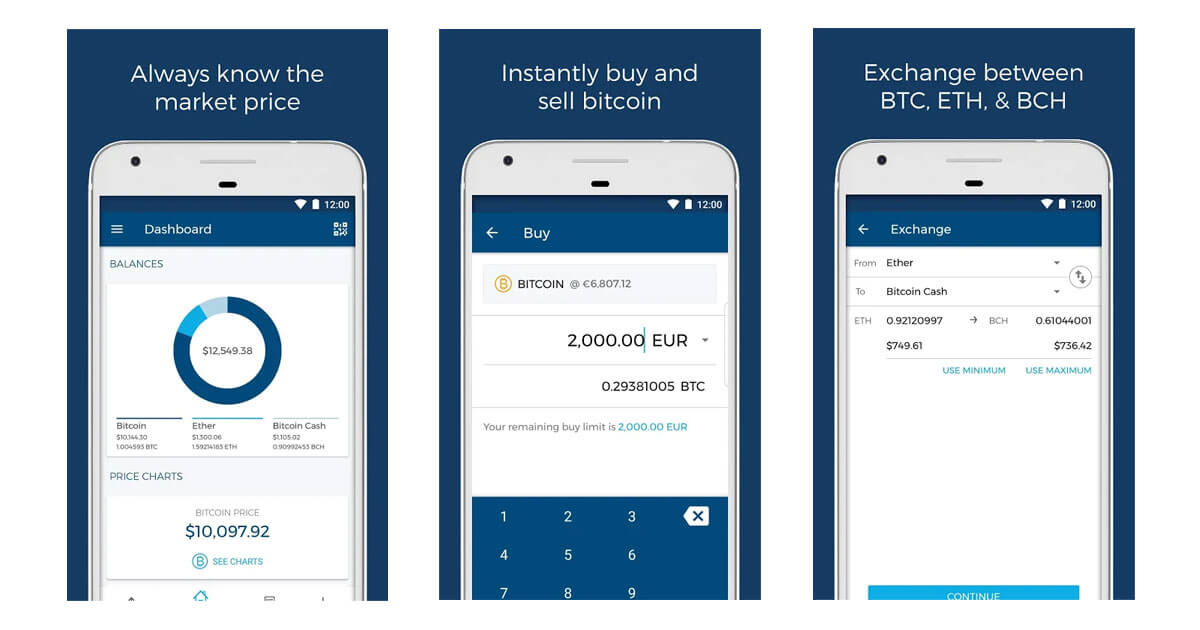 Always know the
market price
12:00
Dashboard
BALANCES
$12,549.38
Bitcoin
$10,144.30
1.004593 BTC
Ether
$1,300.06
1.59214183 ETH
Bitcoin Cash
$1,105.02
0.90992453 BCH
PRICE CHARTS
BITCOIN PRICE
$10,097.92
SEE CHARTS
Instantly buy and
sell bitcoin
12:00
Buy
BITCOIN @ €6,807.12
2,000.00 EUR
0.29381005 BTC
Your remaining buy limit is 2,000.00 EUR
1 2 3
4 5 6
7 8 9
Exchange between
BTC, ETH, & BCH
12:00
Exchange
From Ether
To Bitcoin Cash
ETH 0.92120997 → BCH 0.61044001
$749.61 $736.42
USE MINIMUM USE MAXIMUM
CONTINUE